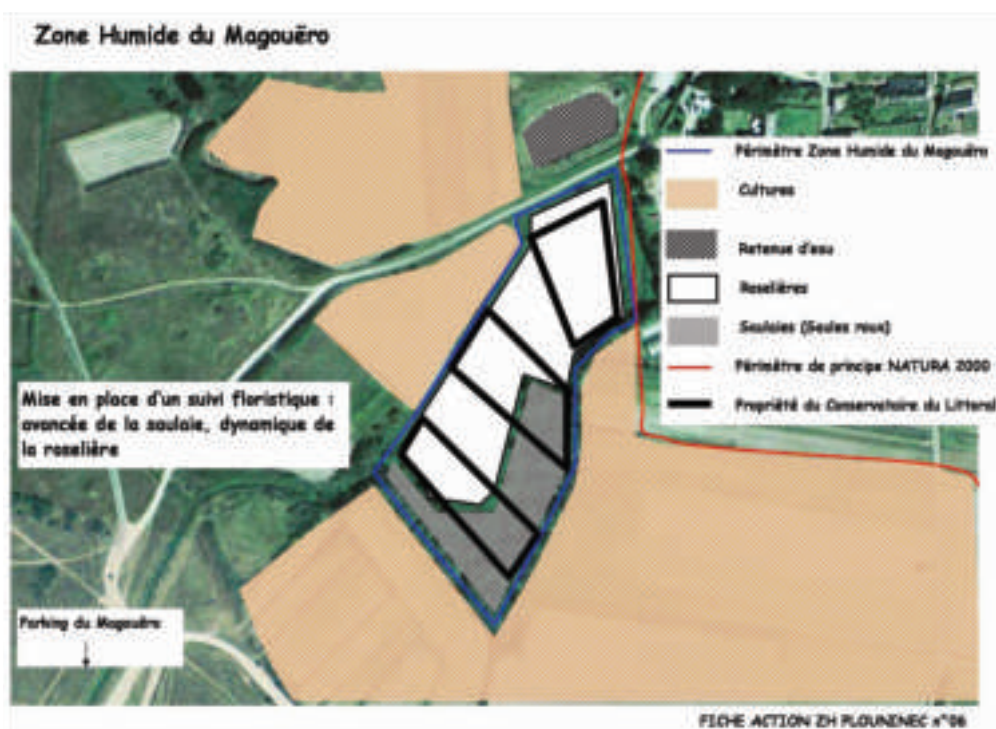 Zone Humide du Magouëro
Périmètre Zone Humide du Magouëro
Cultures
Retenue d'eau
Roselières
Saulaies (Saules roux)
Périmètre de principe NATURA 2000
Propriété du Conservatoire du Littoral
Mise en place d'un suivi floristique :
avancée de la saulaie, dynamique de
la roselière
Parking du Magouëro
FICHE ACTION ZH PLOUNINEC n°06